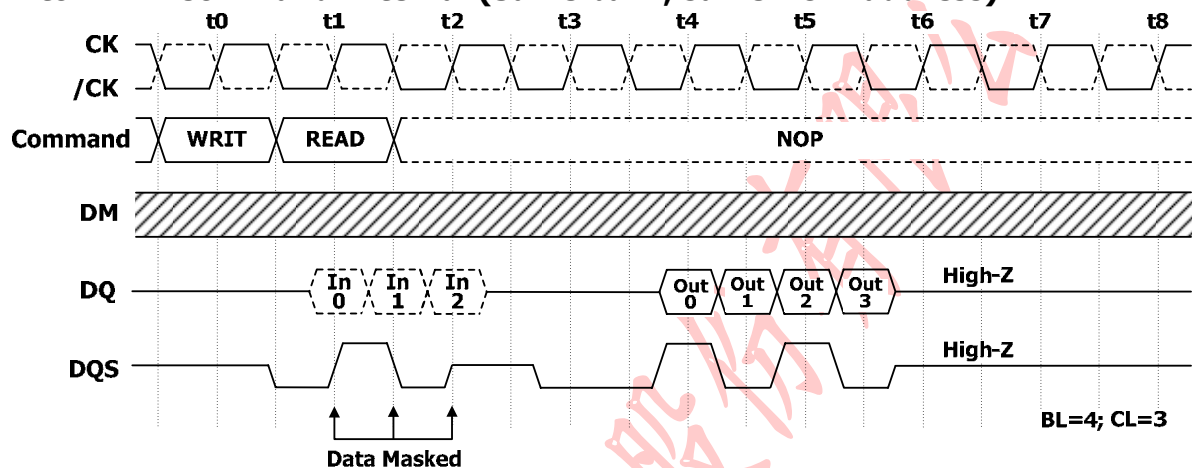 t0 t1 t2 t3 t4 t5 t6 t7 t8
CK
/CK
Command WRIT READ NOP
DM
DQ In 0 In 1 In 2 Out 0 Out 1 Out 2 Out 3 High-Z
DQS High-Z
BL=4; CL=3
Data Masked